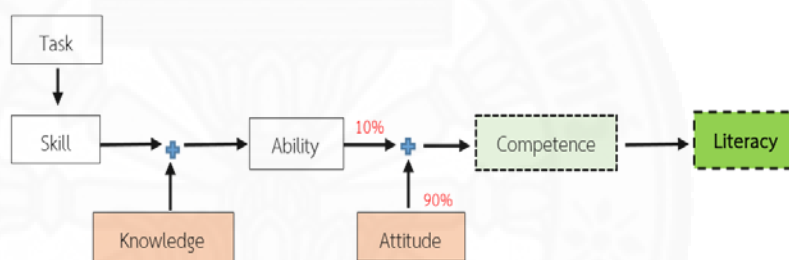 Task
Skill
Ability
10%
Competence
Literacy
90%
Knowledge
Attitude